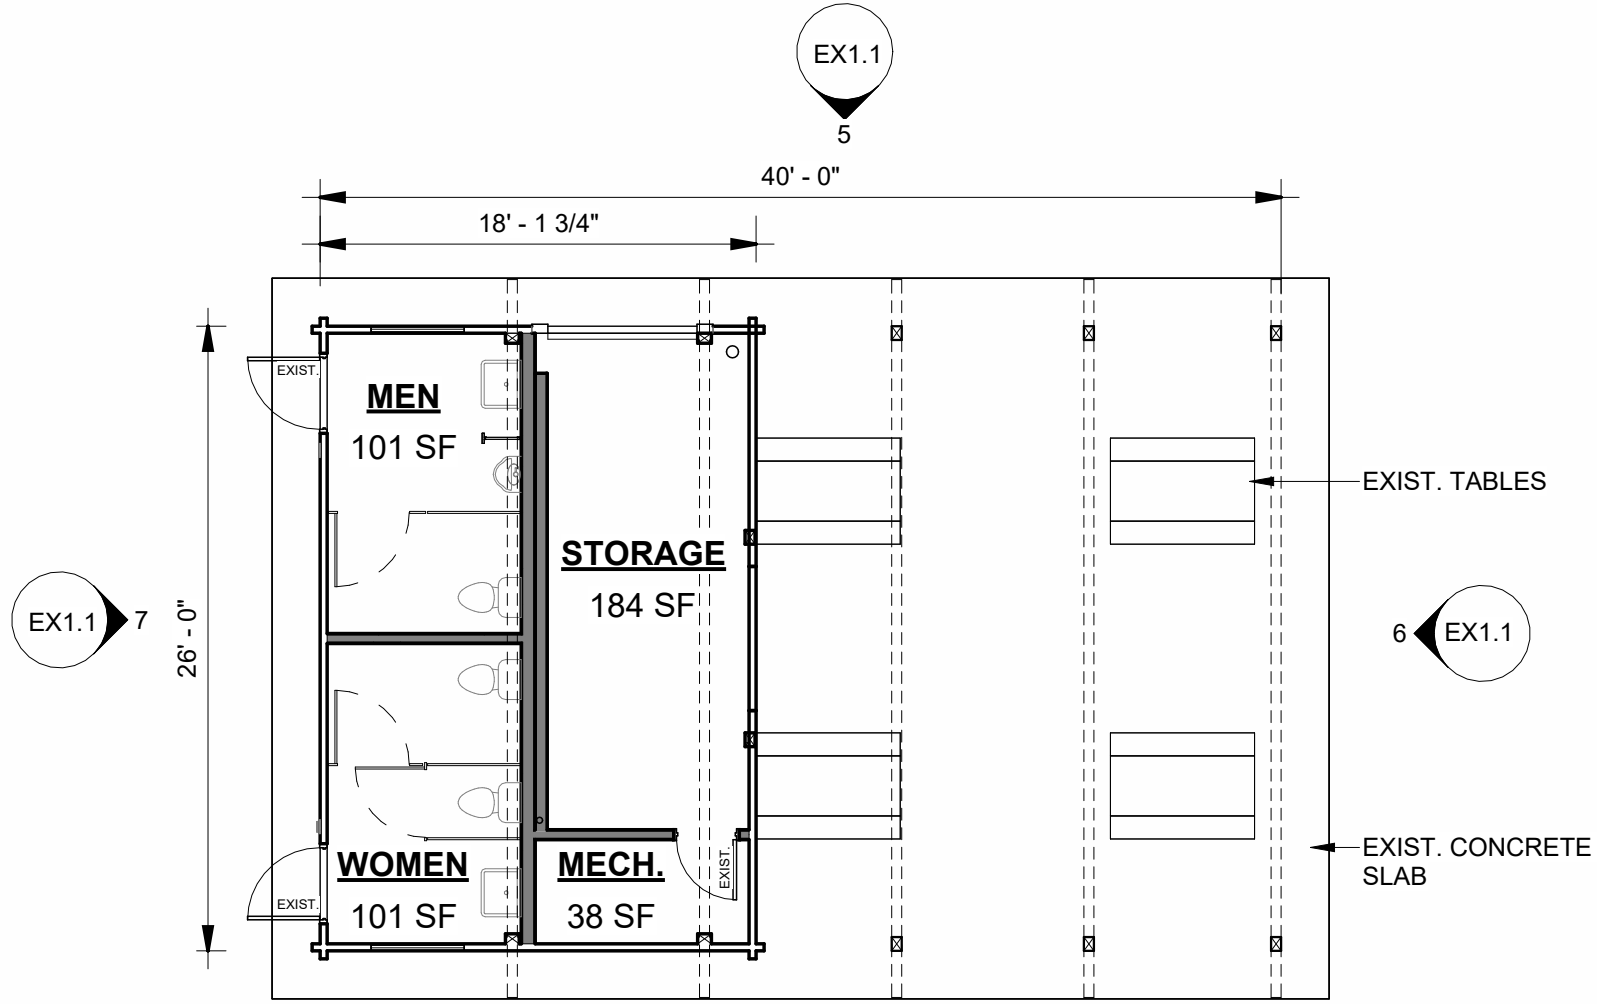 EX1.1
5
40' - 0"
18' - 1 3/4"
EXIST.
MEN
101 SF
EXIST. TABLES
STORAGE
184 SF
EX1.1 7
26' - 0"
6 EX1.1
EXIST. CONCRETE
SLAB
WOMEN
101 SF
EXIST.
MECH.
38 SF
EXIST.